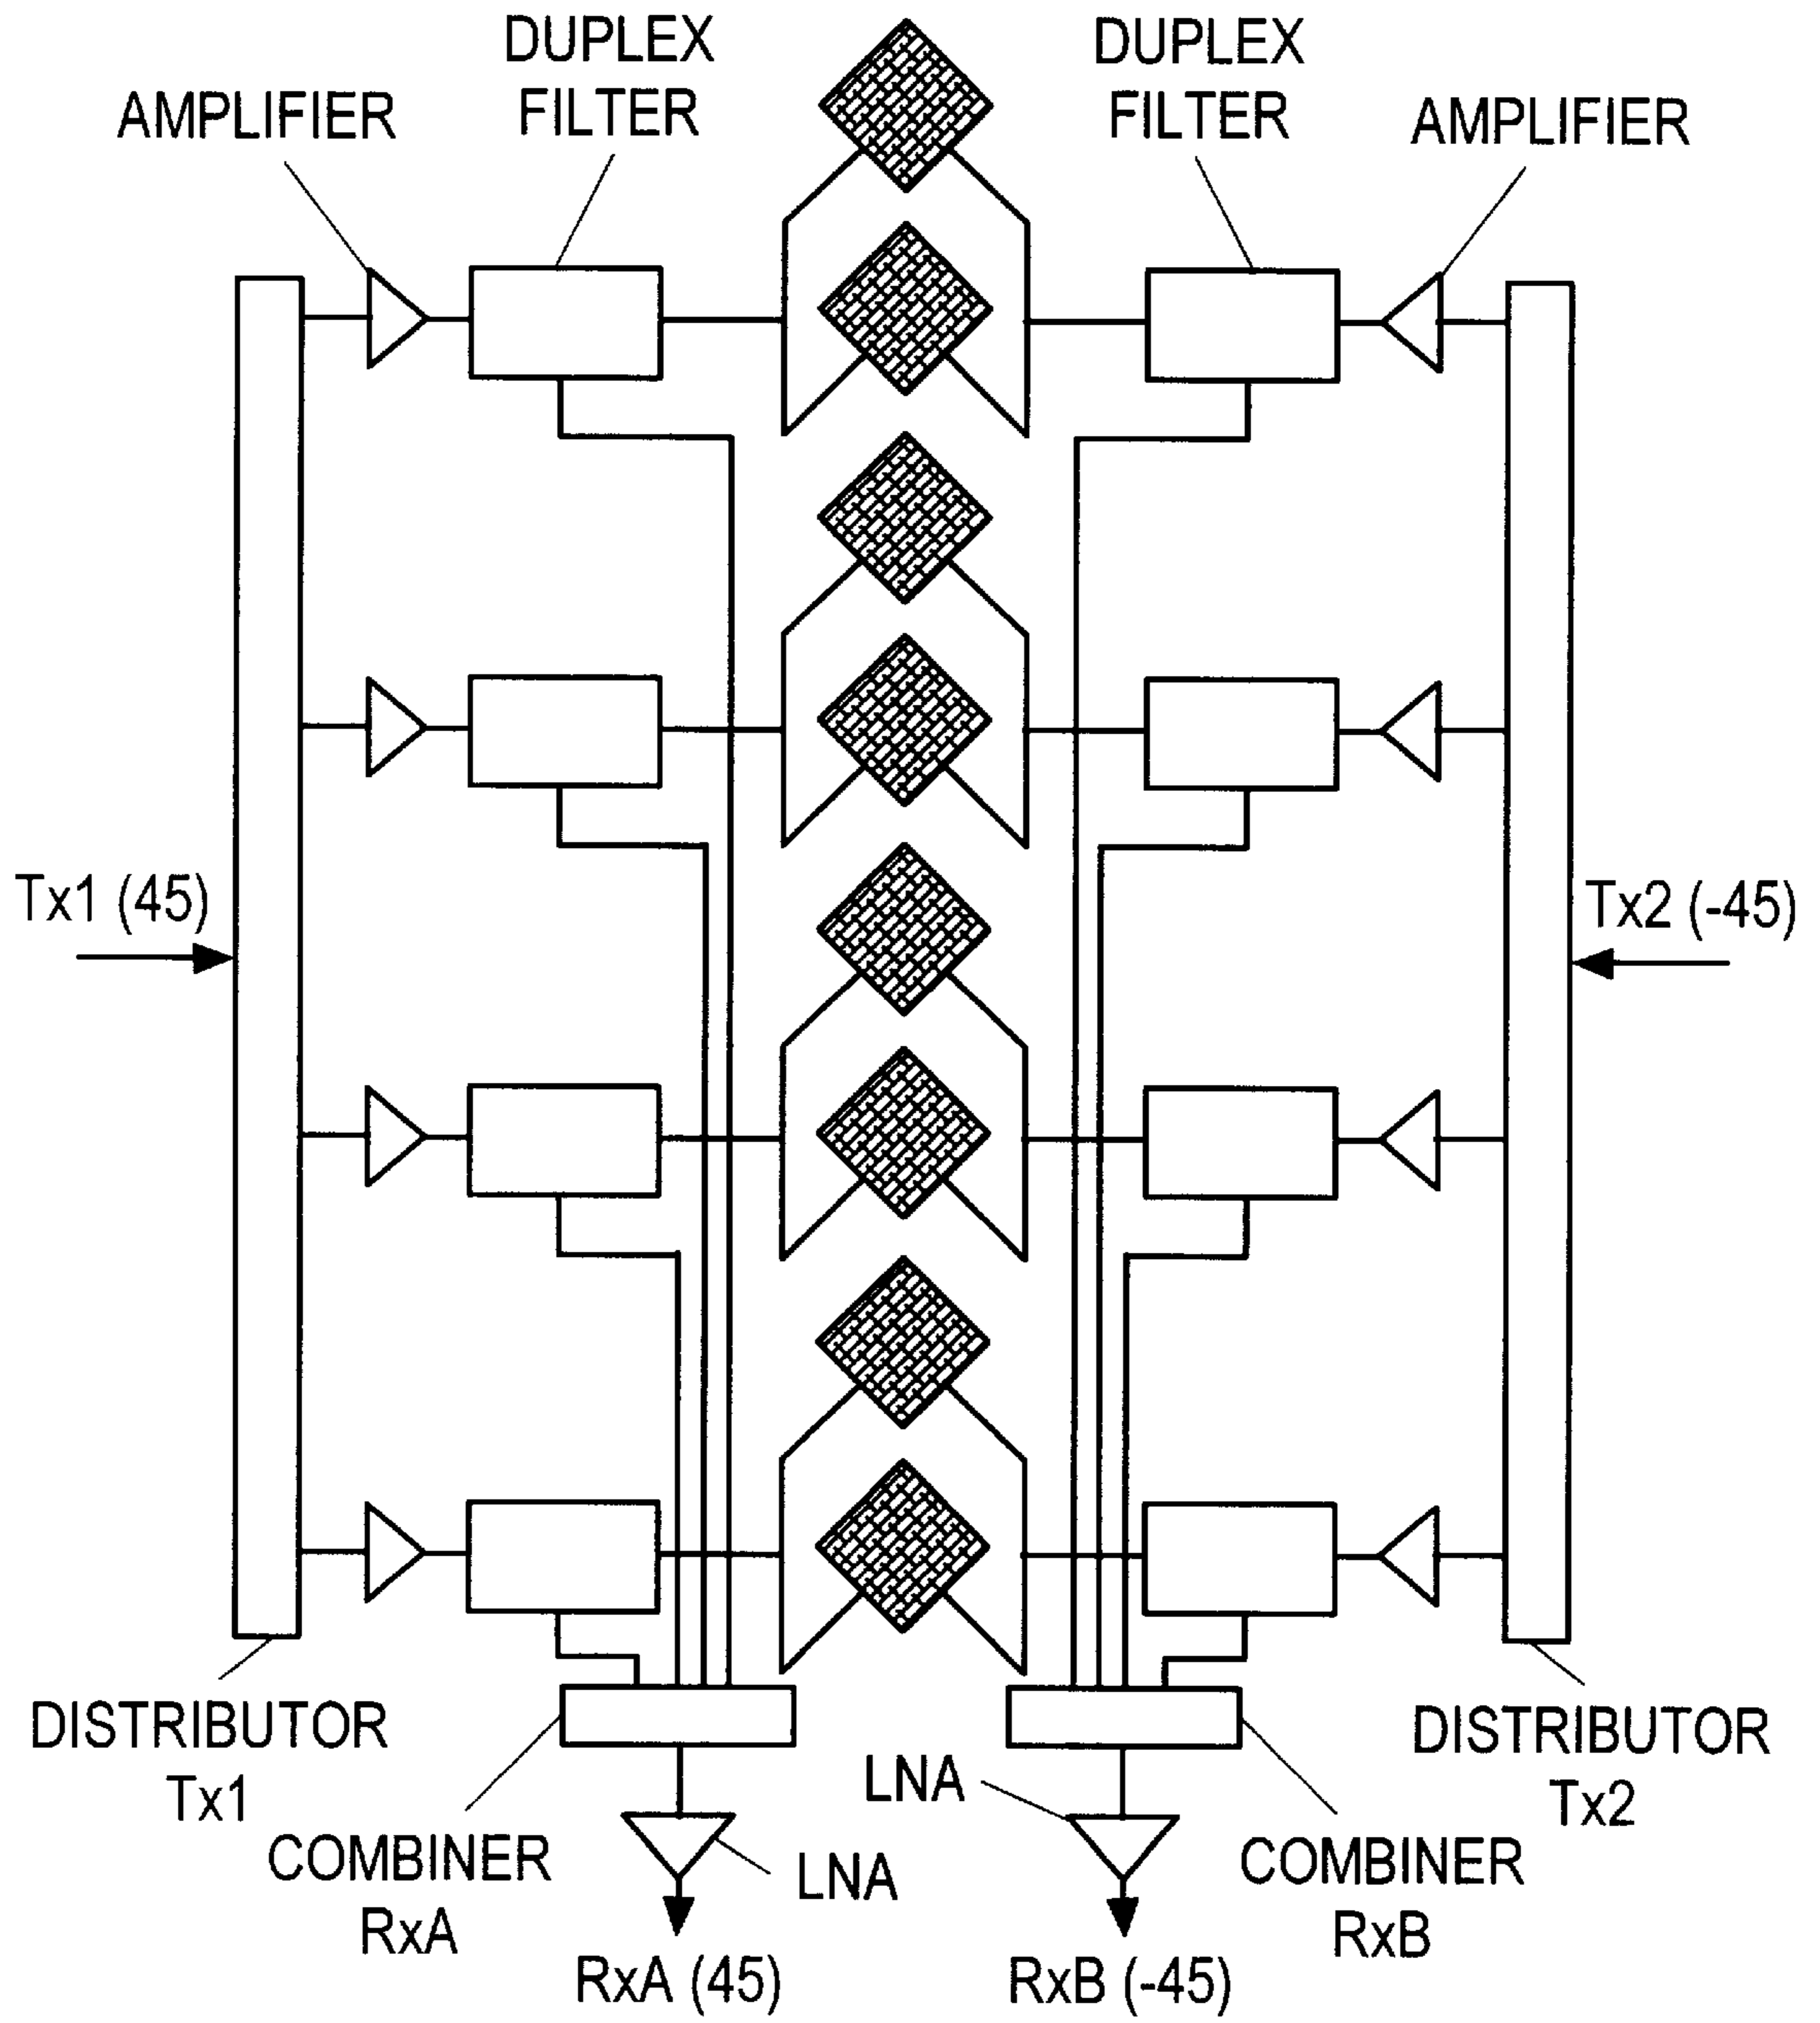 DUPLEX
FILTER
DUPLEX
FILTER
AMPLIFIER
AMPLIFIER
Tx1 (45)
Tx2 (-45)
DISTRIBUTOR
Tx1
DISTRIBUTOR
Tx2
LNA
COMBINER
RxA
LNA
COMBINER
RxB
RxA (45)
RxB (-45)